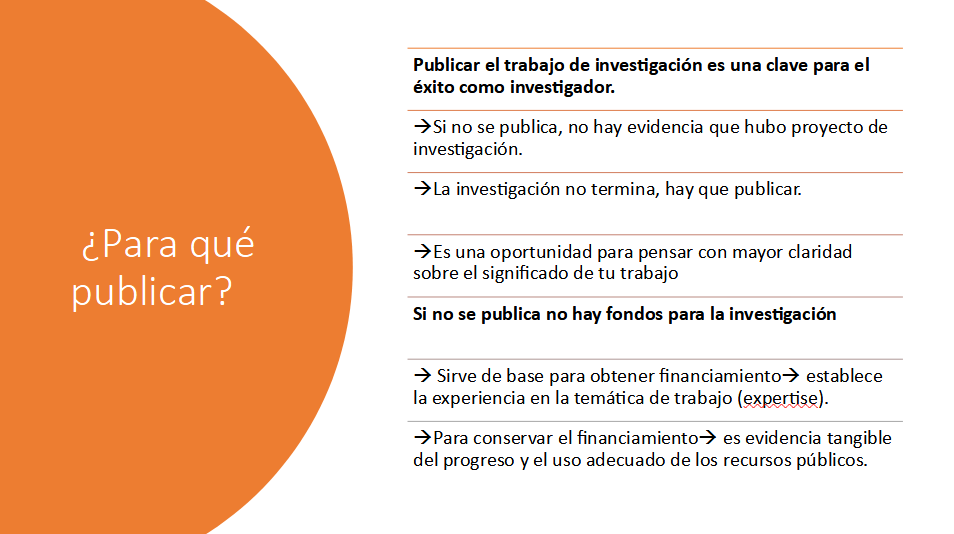 ¿Para qué
publicar?
Publicar el trabajo de investigación es una clave para el
éxito como investigador.
→Si no se publica, no hay evidencia que hubo proyecto de
investigación.
→La investigación no termina, hay que publicar.
→Es una oportunidad para pensar con mayor claridad
sobre el significado de tu trabajo
Si no se publica no hay fondos para la investigación
→ Sirve de base para obtener financiamiento→ establece
la experiencia en la temática de trabajo (expertise).
→Para conservar el financiamiento→ es evidencia tangible
del progreso y el uso adecuado de los recursos públicos.